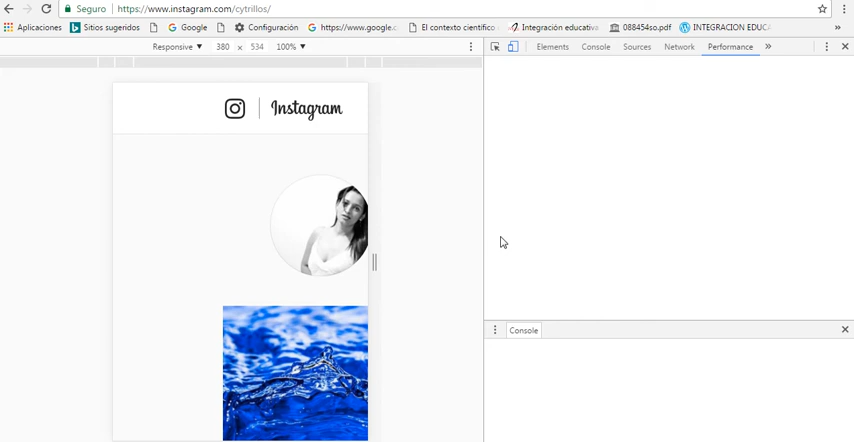 Seguro https://www.instagram.com/cytrillos/
Aplicaciones Sitios sugeridos Google Configuración https://www.google.c El contexto científico Integración educativa 088454so.pdf INTEGRACION EDUCA »
Responsive ▼ 380 × 534 100% ▼ Elements Console Sources Network Performance »
Instagram
Console